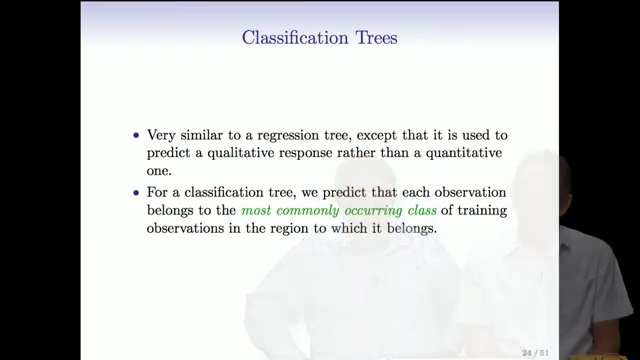 Classification Trees
• Very similar to a regression tree, except that it is used to
predict a qualitative response rather than a quantitative
one.
• For a classification tree, we predict that each observation
belongs to the most commonly occurring class of training
observations in the region to which it belongs.
24 / 51